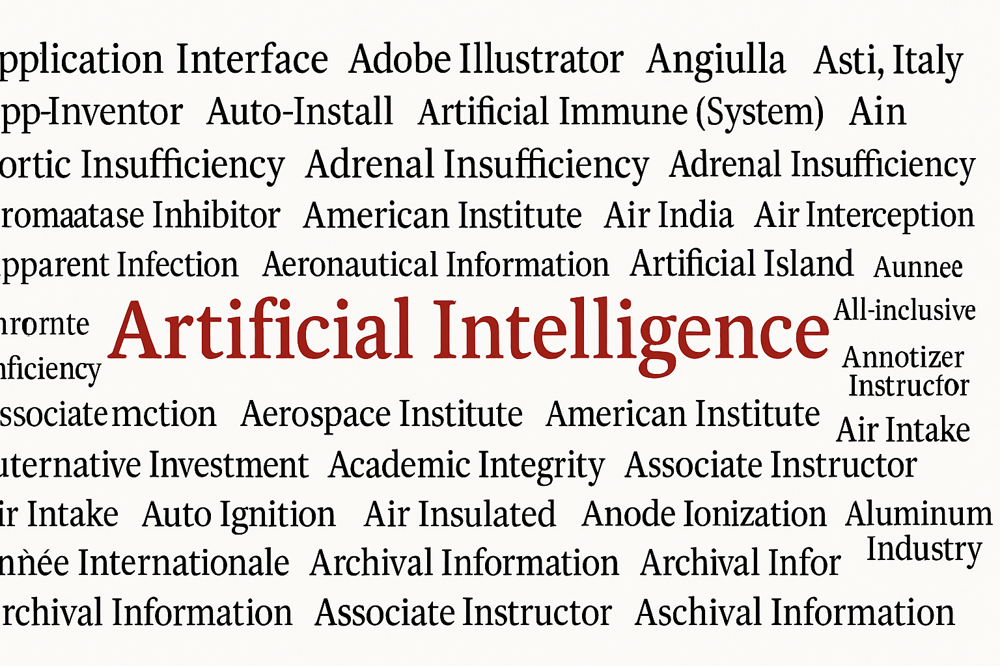 pplication Interface Adobe Illustrator Angiulla Asti, Italy
pp-Inventor Auto-Install Artificial Immune (System) Ain
ortic Insufficiency Adrenal Insufficiency Adrenal Insufficiency
romaatase Inhibitor American Institute Air India Air Interception
pparent Infection Aeronautical Information Artificial Island Aunnee
Artificial Intelligence
All-inclusive
nrornte
Annotizer
nficiency
Instrucfor
ssociatemction Aerospace Institute American Institute
Air Intake
uternative Investment Academic Integrity Associate Instructor
ir Intake Auto Ignition Air Insulated Anode Ionization Aluminum
Industry
nǹée Internationale Archival Information Archival Infor
rchival Information Associate Instructor Aschival Information